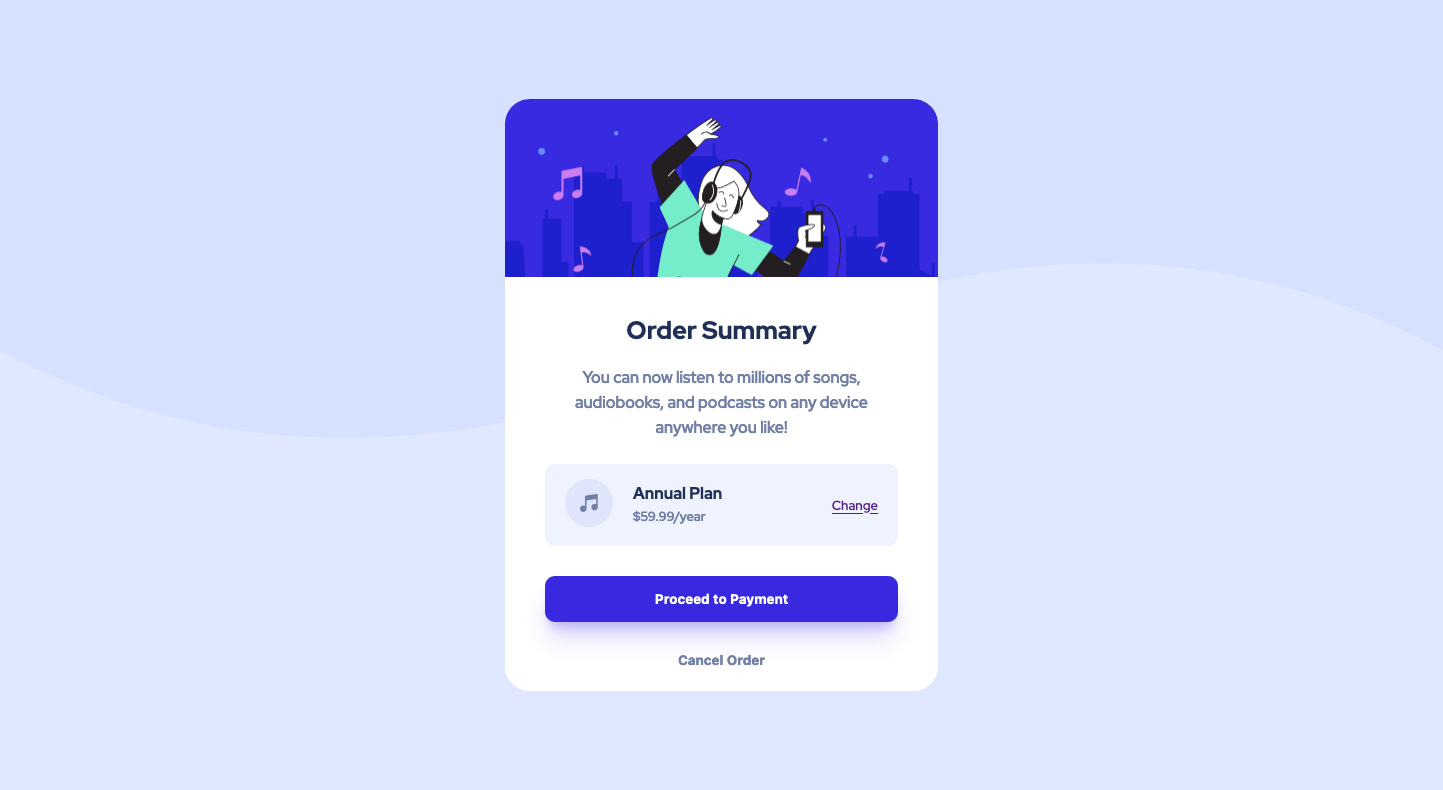 Order Summary
You can now listen to millions of songs,
audiobooks, and podcasts on any device
anywhere you like!
Annual Plan
$59.99/year
Change
Proceed to Payment
Cancel Order